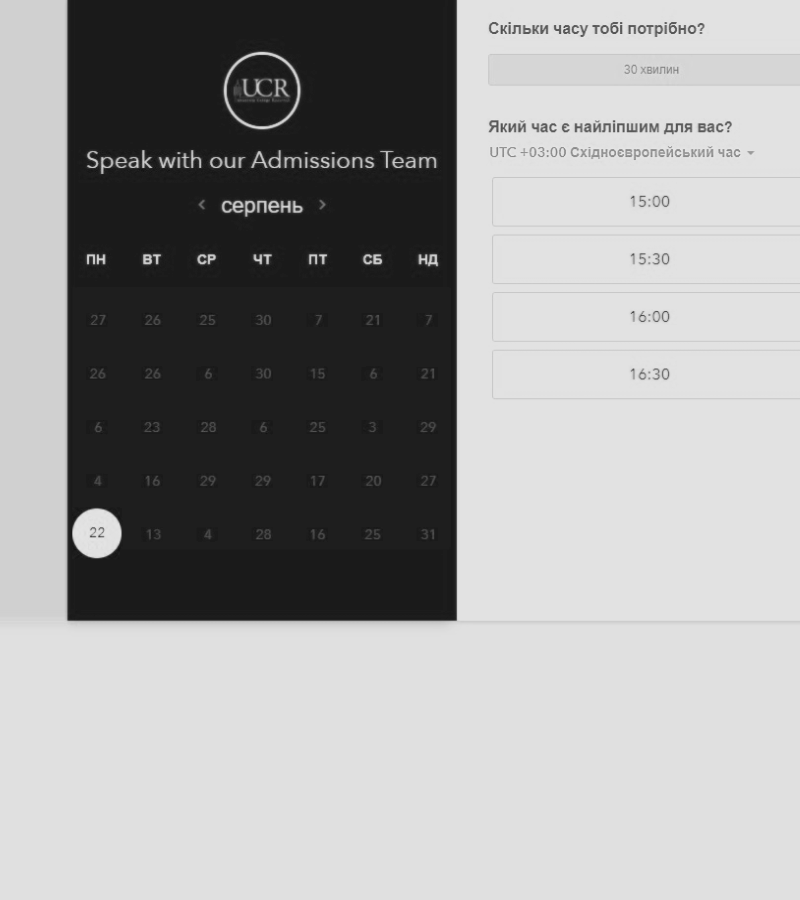 UCR
Speak with our Admissions Team
серпень
ПН ВТ СР ЧТ ПТ СБ НД
27 26 25 30 7 21 7
26 26 6 30 15 6 21
6 23 28 6 25 3 29
4 16 29 29 17 20 27
22 13 4 28 16 25 31
Скільки часу тобі потрібно?
30 хвилин
Який час є найліпшим для вас?
UTC +03:00 Східноєвропейський час
15:00
15:30
16:00
16:30